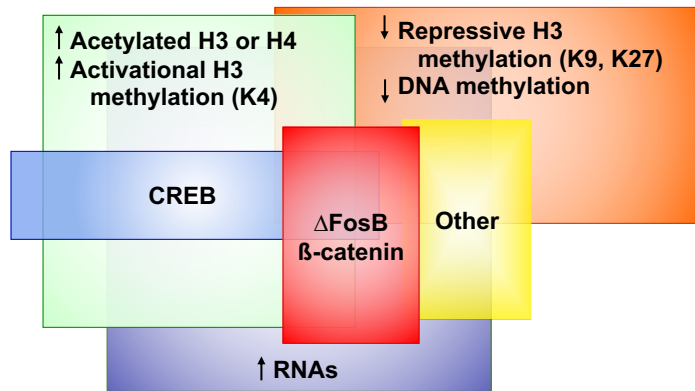 ↑ Acetylated H3 or H4
↑ Activational H3
methylation (K4)
↓ Repressive H3
methylation (K9, K27)
↓ DNA methylation
CREB
∆FosB
ß-catenin
Other
↑ RNAs